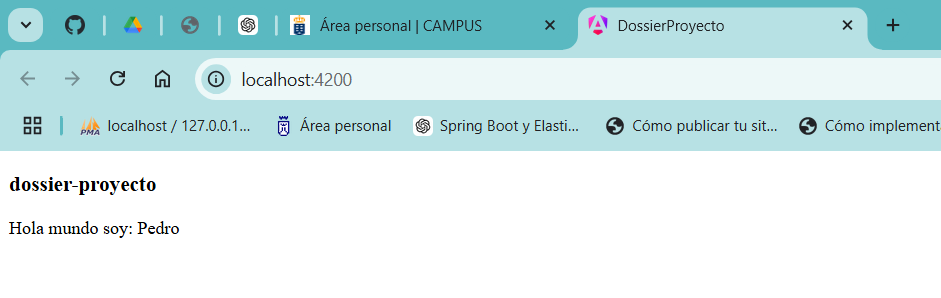 Área personal | CAMPUS
DossierProyecto
localhost:4200
PMA localhost / 127.0.0.1... Área personal Spring Boot y Elasti... Cómo publicar tu sit... Cómo implement
dossier-proyecto
Hola mundo soy: Pedro